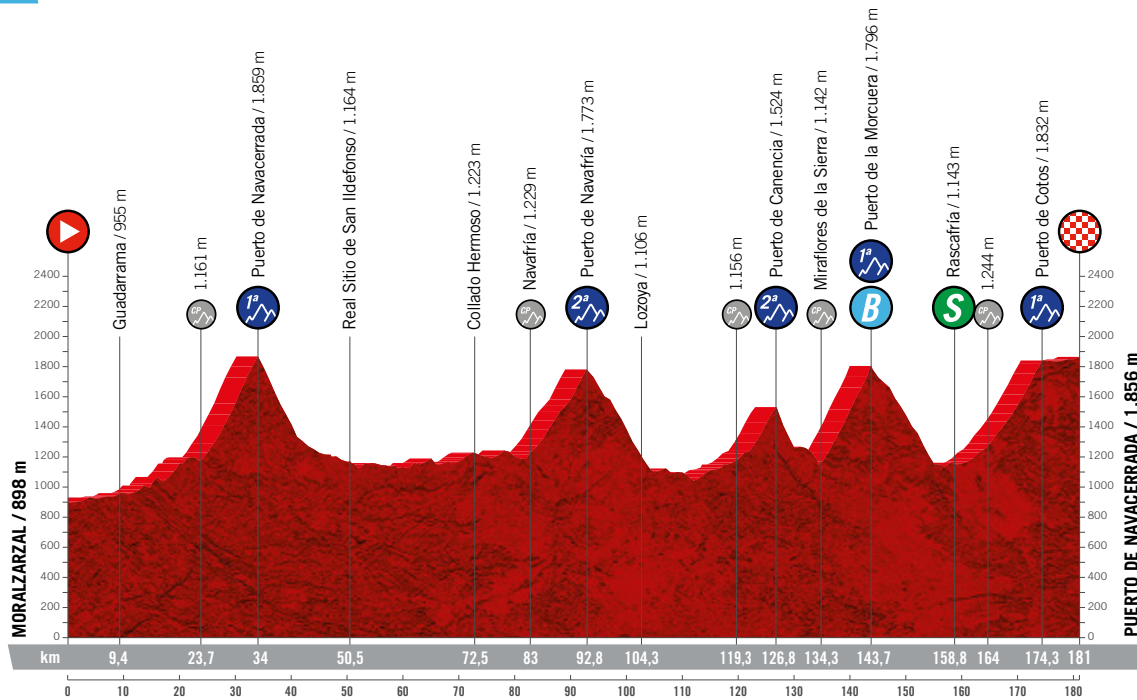 MORALZARZAL / 898 m
Guadarrama / 955 m
1.161 m
Puerto de Navacerrada / 1.859 m
Real Sitio de San Ildefonso / 1.164 m
Collado Hermoso / 1.223 m
Navafría / 1.229 m
Puerto de Navafría / 1.773 m
Lozoya / 1.106 m
1.156 m
Puerto de Canencia / 1.524 m
Miraflores de la Sierra / 1.142 m
Puerto de la Morcuera / 1.796 m
Rascafría / 1.143 m
1.244 m
Puerto de Cotos / 1.832 m
PUERTO DE NAVACERRADA / 1.856 m
CP
1ª
CP
2ª
CP
2ª
CP
1ª
B
S
CP
1ª
2400
2200
2000
1800
1600
1400
1200
1000
800
600
400
200
0
2400
2200
2000
1800
1600
1400
1200
1000
800
600
400
200
0
km 9,4 23,7 34 50,5 72,5 83 92,8 104,3 119,3 126,8 134,3 143,7 158,8 164 174,3 181
0 10 20 30 40 50 60 70 80 90 100 110 120 130 140 150 160 170 180